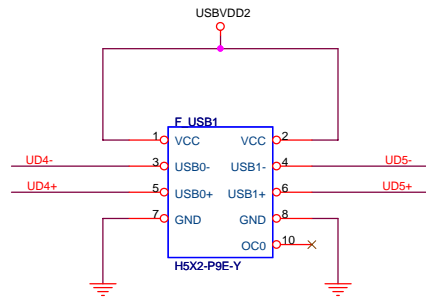 USBVDD2
F_USB1
1 VCC VCC 2
UD4- 3 USB0- USB1- 4 UD5-
UD4+ 5 USB0+ USB1+ 6 UD5+
7 GND GND 8
OC0 10
H5X2-P9E-Y